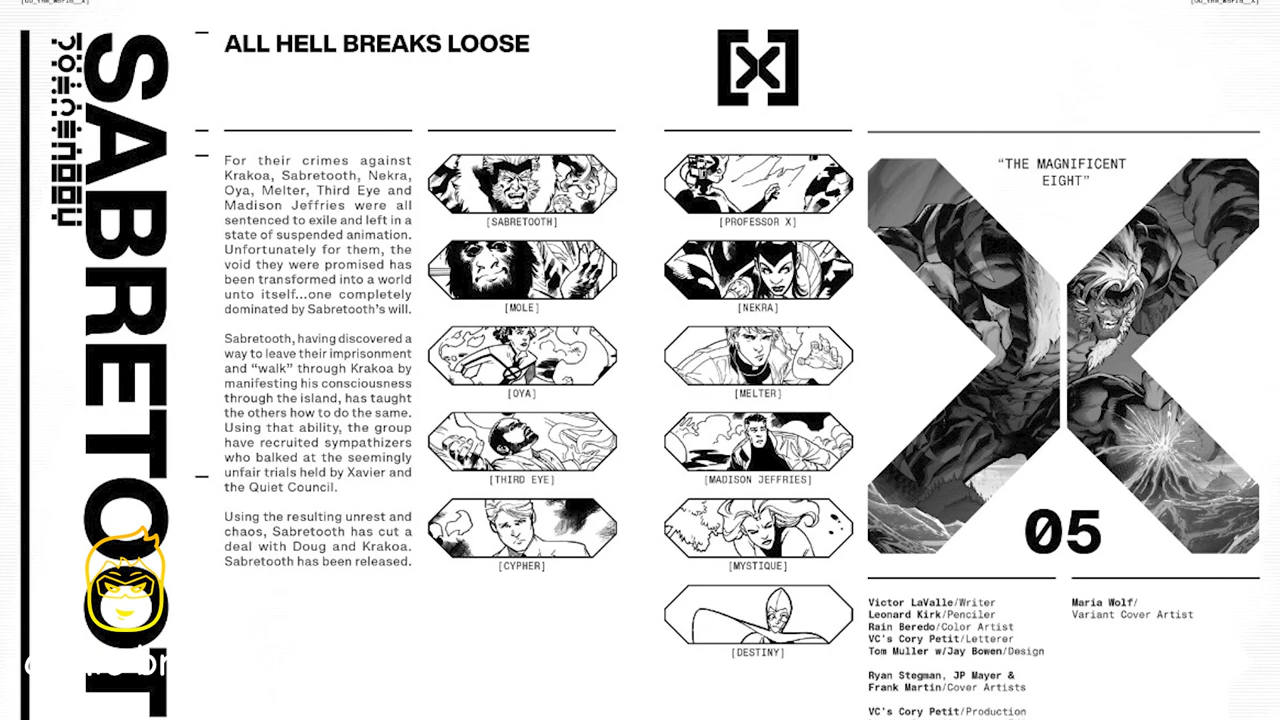 [00_the_world__X]
[00_the_world__X]
SABRETOOT
ALL HELL BREAKS LOOSE
[X]
For their crimes against
Krakoa, Sabretooth, Nekra,
Oya, Melter, Third Eye and
Madison Jeffries were all
sentenced to exile and left in a
state of suspended animation.
Unfortunately for them, the
void they were promised has
been transformed into a world
unto itself...one completely
dominated by Sabretooth's will.
Sabretooth, having discovered a
way to leave their imprisonment
and “walk” through Krakoa by
manifesting his consciousness
through the island, has taught
the others how to do the same.
Using that ability, the group
have recruited sympathizers
who balked at the seemingly
unfair trials held by Xavier and
the Quiet Council.
Using the resulting unrest and
chaos, Sabretooth has cut a
deal with Doug and Krakoa.
Sabretooth has been released.
[SABRETOOTH]
[MOLE]
[OYA]
[THIRD EYE]
[CYPHER]
[PROFESSOR X]
[NEKRA]
[MELTER]
[MADISON JEFFRIES]
[MYSTIQUE]
[DESTINY]
“THE MAGNIFICENT
EIGHT”
05
Victor LaValle/Writer
Leonard Kirk/Penciler
Rain Beredo/Color Artist
VC's Cory Petit/Letterer
Tom Muller w/Jay Bowen/Design
Ryan Stegman, JP Mayer &
Frank Martin/Cover Artists
VC's Cory Petit/Production
Maria Wolf/
Variant Cover Artist